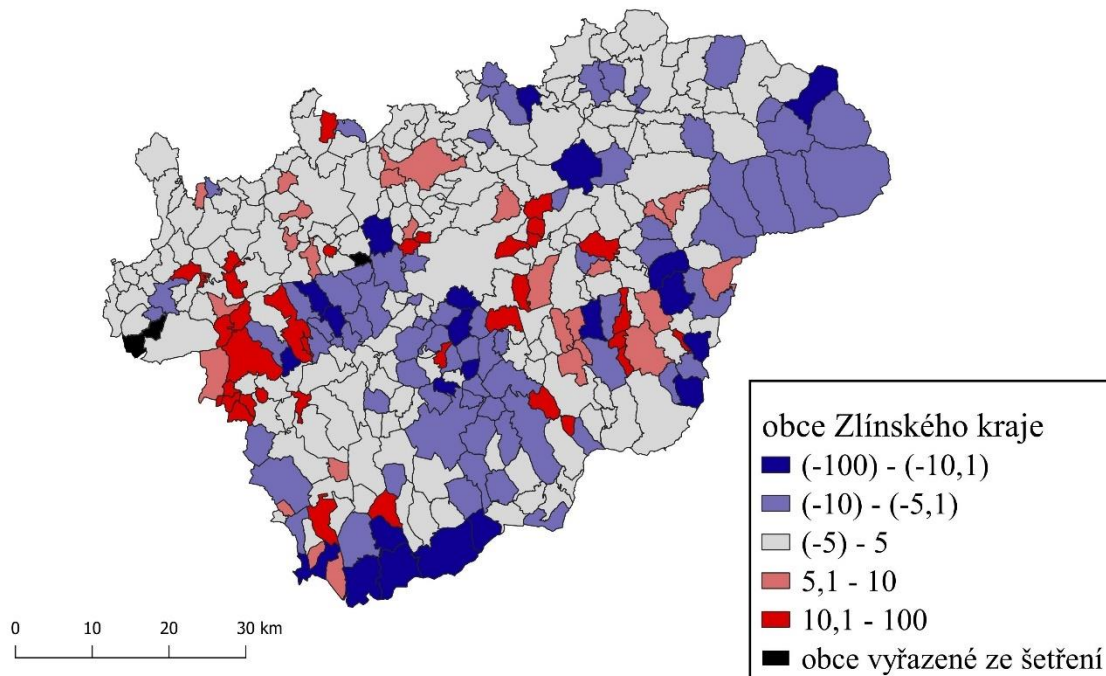 obce Zlínského kraje
(-100) - (-10,1)
(-10) - (-5,1)
(-5) - 5
5,1 - 10
10,1 - 100
obce vyřazené ze šetření
0 10 20 30 km